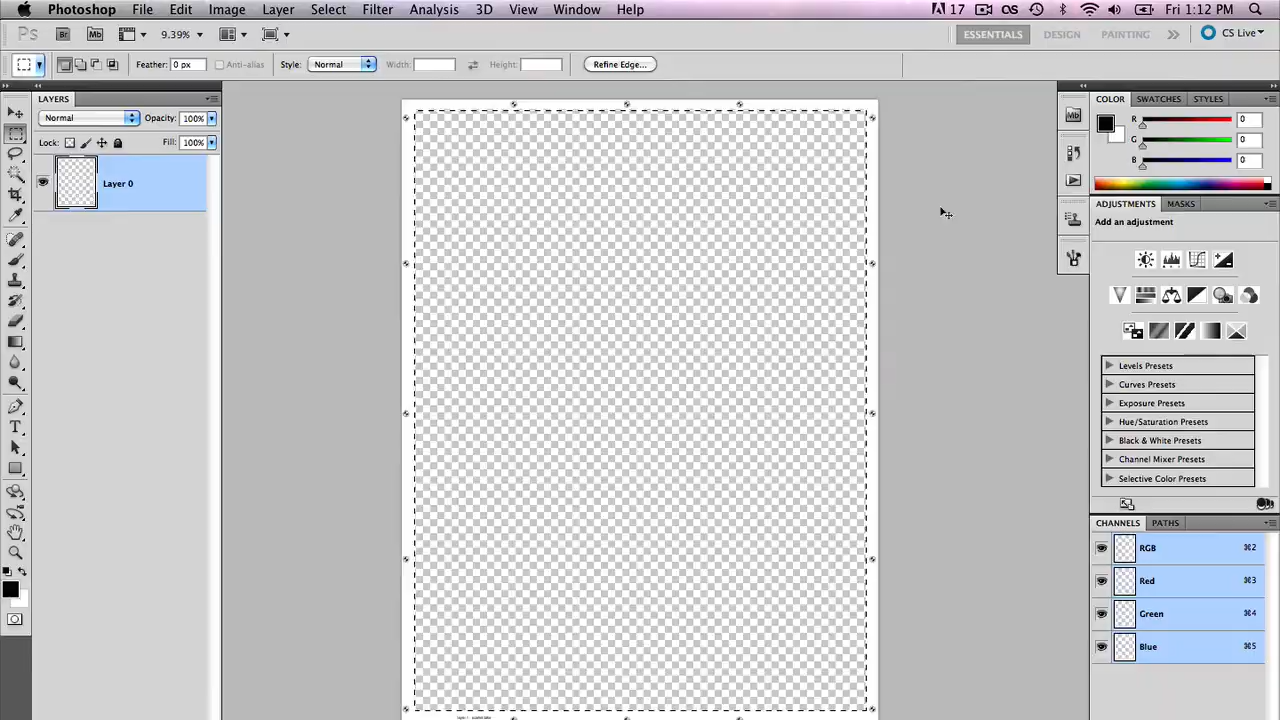 Photoshop File Edit Image Layer Select Filter Analysis 3D View Window Help 17 Fri 1:12 PM
Ps Br Mb 9.39% ESSENTIALS DESIGN PAINTING CS Live
Feather: 0 px Anti-alias Style: Normal Width: Height: Refine Edge...
LAYERS
Normal Opacity: 100%
Lock: Fill: 100%
Layer 0
Mb
COLOR SWATCHES STYLES
R 0
G 0
B 0
ADJUSTMENTS MASKS
Add an adjustment
Levels Presets
Curves Presets
Exposure Presets
Hue/Saturation Presets
Black & White Presets
Channel Mixer Presets
Selective Color Presets
CHANNELS PATHS
RGB ⌘2
Red ⌘3
Green ⌘4
Blue ⌘5